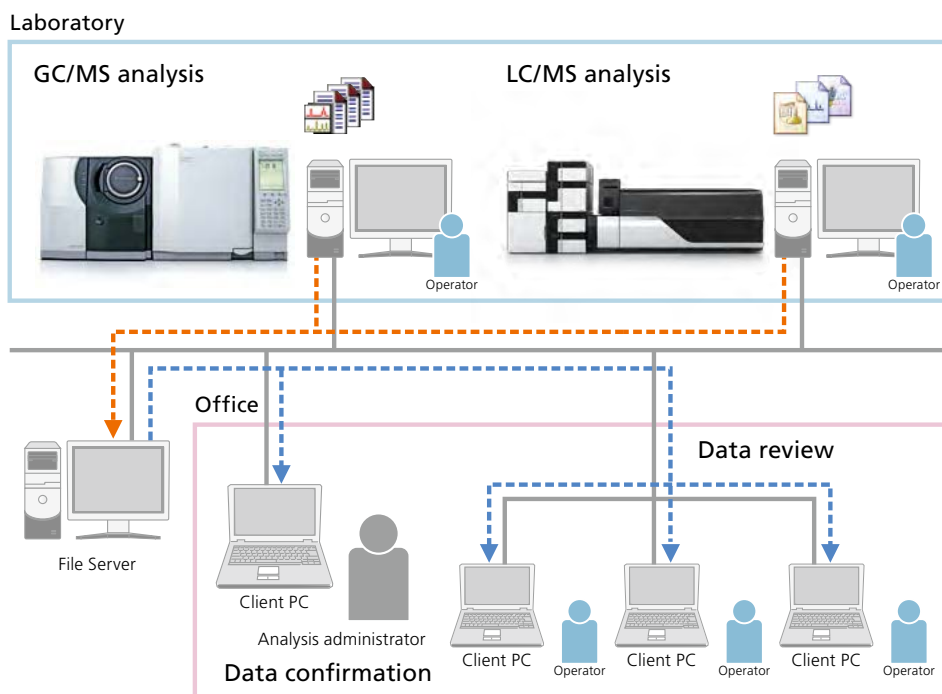 Laboratory
GC/MS analysis
LC/MS analysis
Operator
Operator
Office
Data review
File Server
Client PC
Analysis administrator
Data confirmation
Client PC
Operator
Client PC
Operator
Client PC
Operator